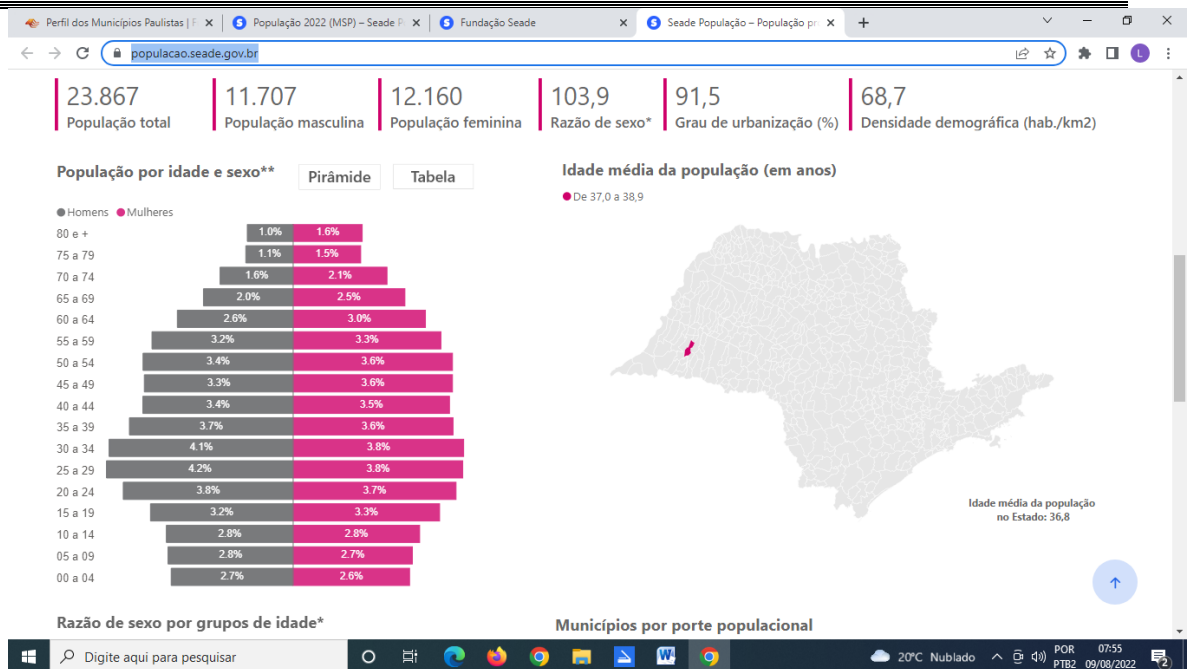 Perfil dos Municípios Paulistas | F
População 2022 (MSP) – Seade P
Fundação Seade
Seade População – População pr
populacao.seade.gov.br
L
23.867 11.707 12.160 103,9 91,5 68,7
População total População masculina População feminina Razão de sexo* Grau de urbanização (%) Densidade demográfica (hab./km2)
População por idade e sexo** Pirâmide Tabela
Homens Mulheres
80 e + 1.0% 1.6%
75 a 79 1.1% 1.5%
70 a 74 1.6% 2.1%
65 a 69 2.0% 2.5%
60 a 64 2.6% 3.0%
55 a 59 3.2% 3.3%
50 a 54 3.4% 3.6%
45 a 49 3.3% 3.6%
40 a 44 3.4% 3.5%
35 a 39 3.7% 3.6%
30 a 34 4.1% 3.8%
25 a 29 4.2% 3.8%
20 a 24 3.8% 3.7%
15 a 19 3.2% 3.3%
10 a 14 2.8% 2.8%
05 a 09 2.8% 2.7%
00 a 04 2.7% 2.6%
Idade média da população (em anos)
De 37,0 a 38,9
Idade média da população
no Estado: 36,8
Razão de sexo por grupos de idade* Municípios por porte populacional
Digite aqui para pesquisar
20°C Nublado
POR
PTB2
07:55
09/08/2022
2